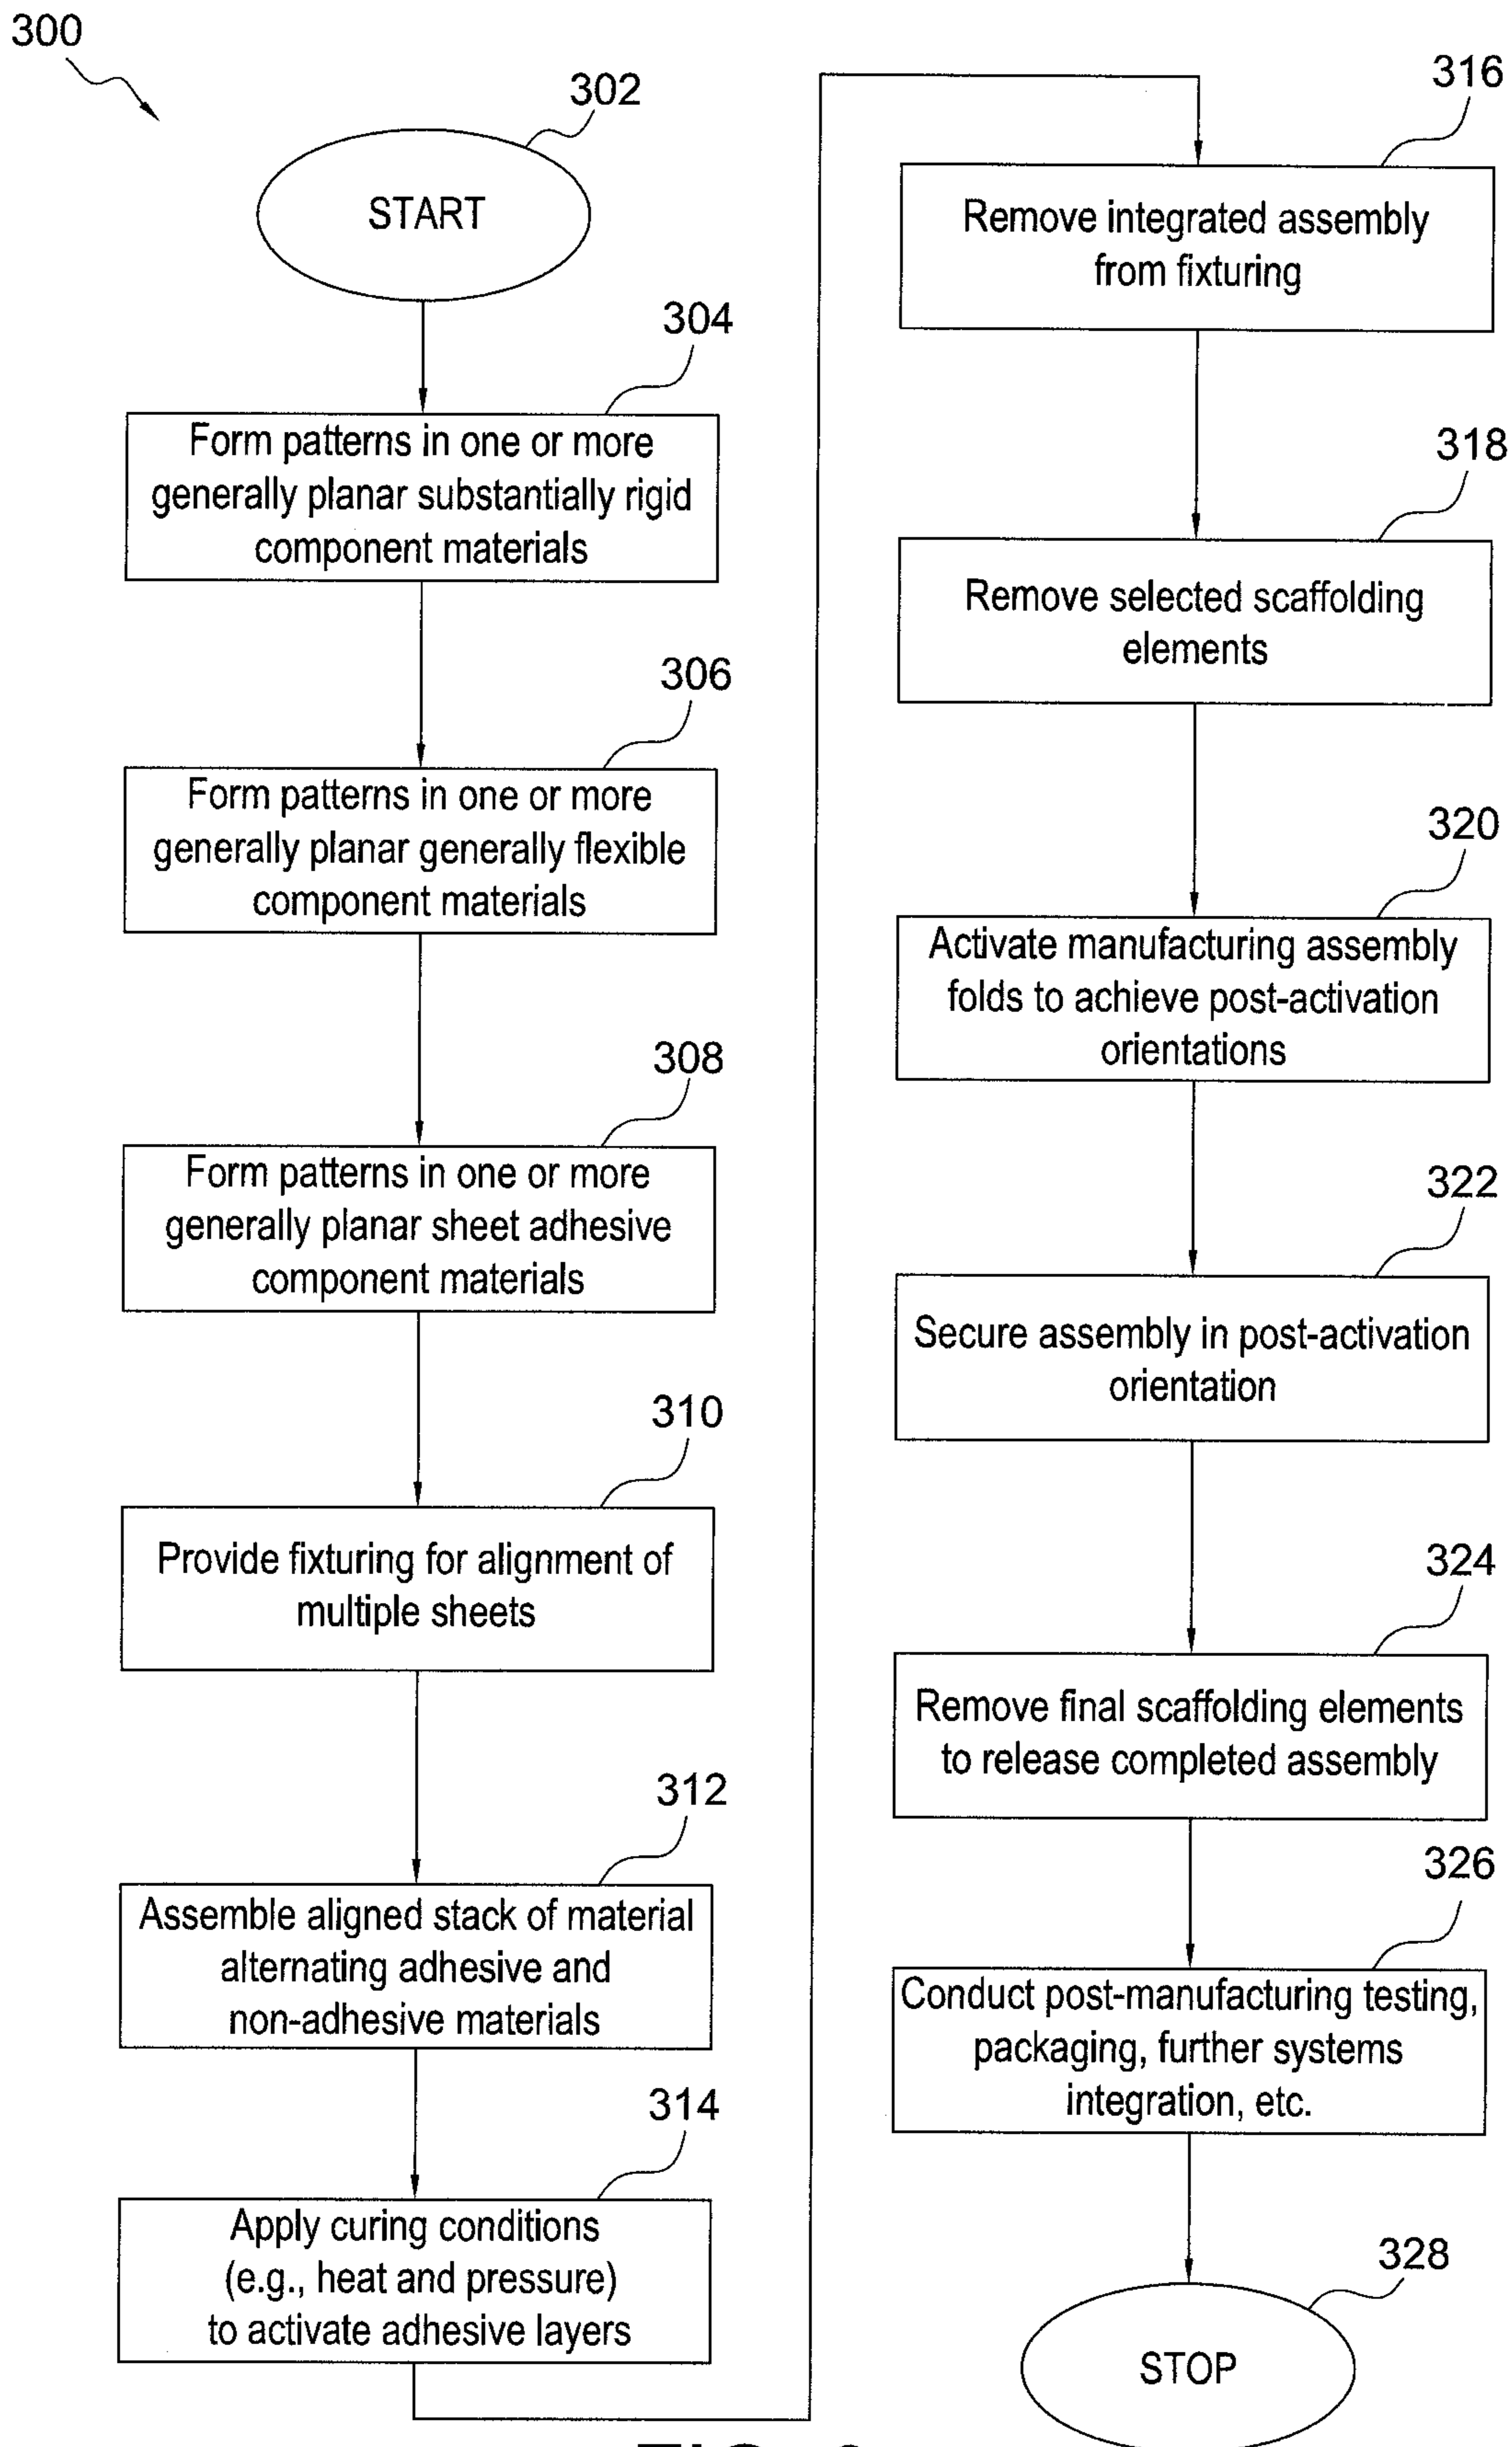 300
302
START
304
Form patterns in one or more
generally planar substantially rigid
component materials
306
Form patterns in one or more
generally planar generally flexible
component materials
308
Form patterns in one or more
generally planar sheet adhesive
component materials
310
Provide fixturing for alignment of
multiple sheets
312
Assemble aligned stack of material
alternating adhesive and
non-adhesive materials
314
Apply curing conditions
(e.g., heat and pressure)
to activate adhesive layers
316
Remove integrated assembly
from fixturing
318
Remove selected scaffolding
elements
320
Activate manufacturing assembly
folds to achieve post-activation
orientations
322
Secure assembly in post-activation
orientation
324
Remove final scaffolding elements
to release completed assembly
326
Conduct post-manufacturing testing,
packaging, further systems
integration, etc.
328
STOP